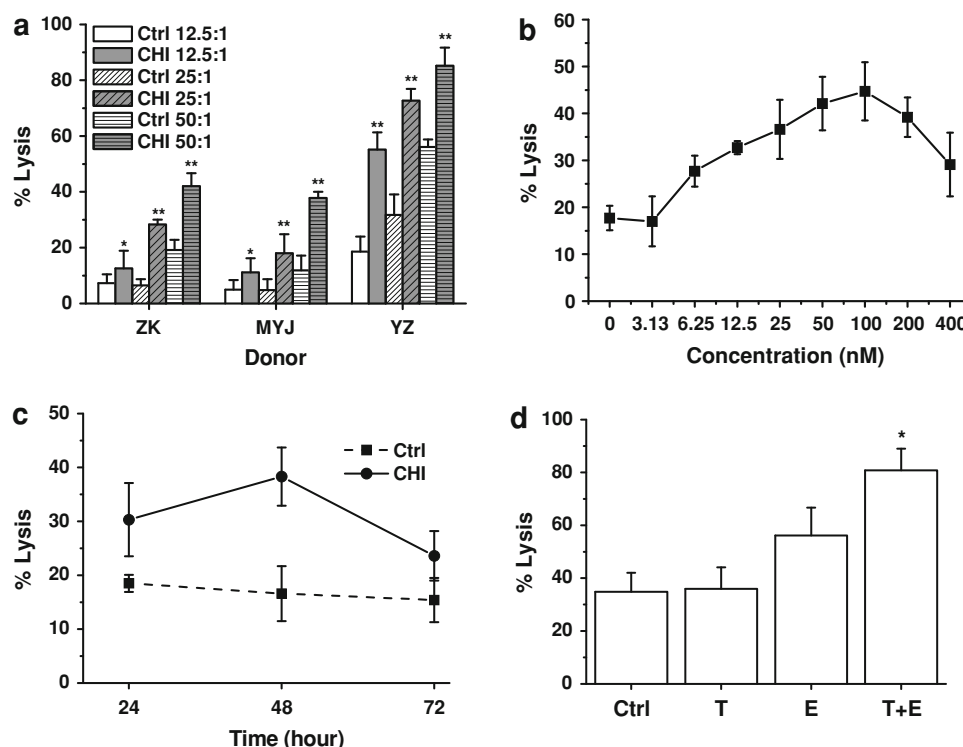 a
100
80
60
40
20
0
% Lysis
Ctrl 12.5:1
CHI 12.5:1
Ctrl 25:1
CHI 25:1
Ctrl 50:1
CHI 50:1
* ** **
* ** **
** ** **
ZK MYJ YZ
Donor
b
60
50
40
30
20
10
0
% Lysis
0 3.13 6.25 12.5 25 50 100 200 400
Concentration (nM)
c
50
40
30
20
10
0
% Lysis
Ctrl
CHI
24 48 72
Time (hour)
d
100
80
60
40
20
0
% Lysis
*
Ctrl T E T+E